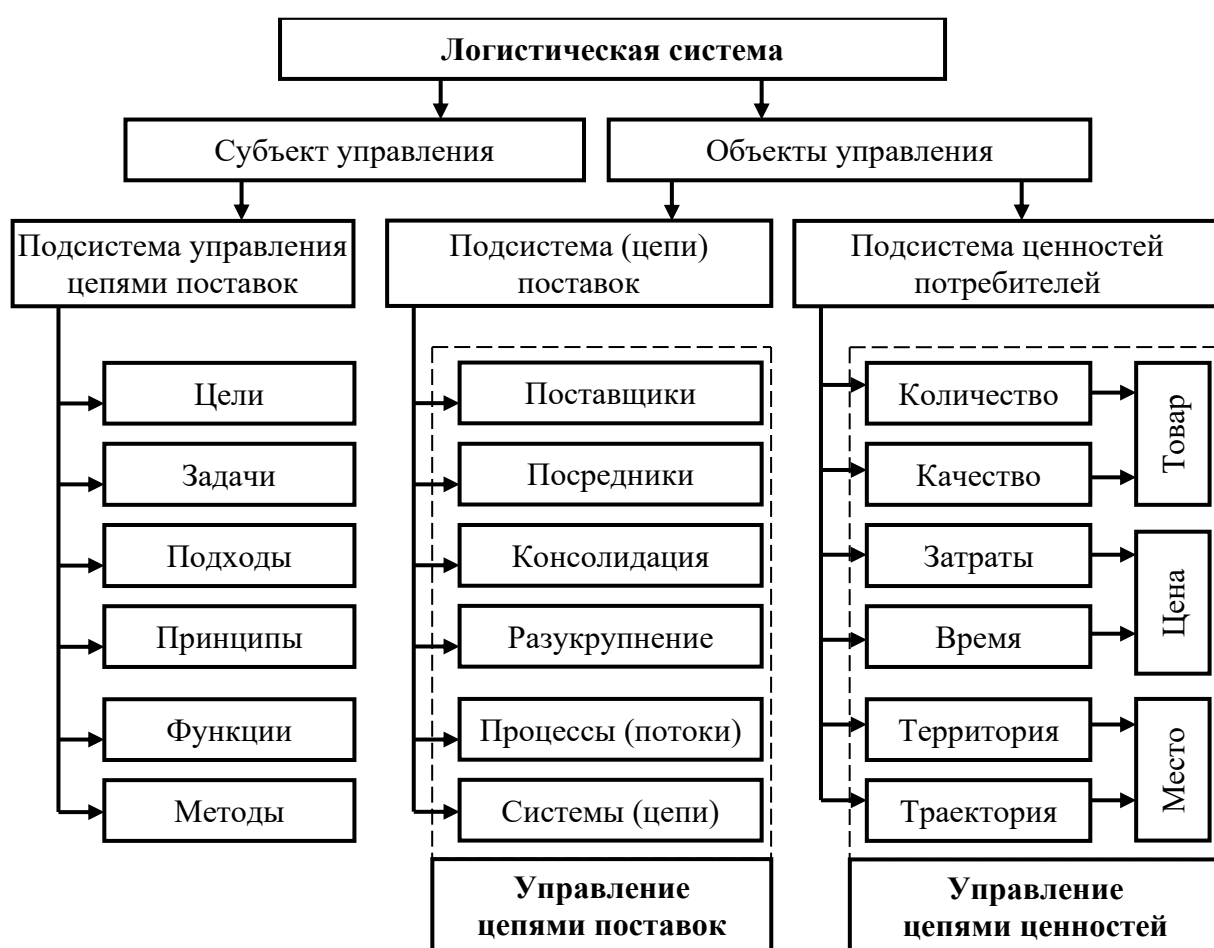 Логистическая система
Субъект управления
Объекты управления
Подсистема управления
цепями поставок
Подсистема (цепи)
поставок
Подсистема ценностей
потребителей
Цели
Задачи
Подходы
Принципы
Функции
Методы
Поставщики
Посредники
Консолидация
Разукрупнение
Процессы (потоки)
Системы (цепи)
Количество
Качество
Затраты
Время
Территория
Траектория
Товар
Цена
Место
Управление
цепями поставок
Управление
цепями ценностей